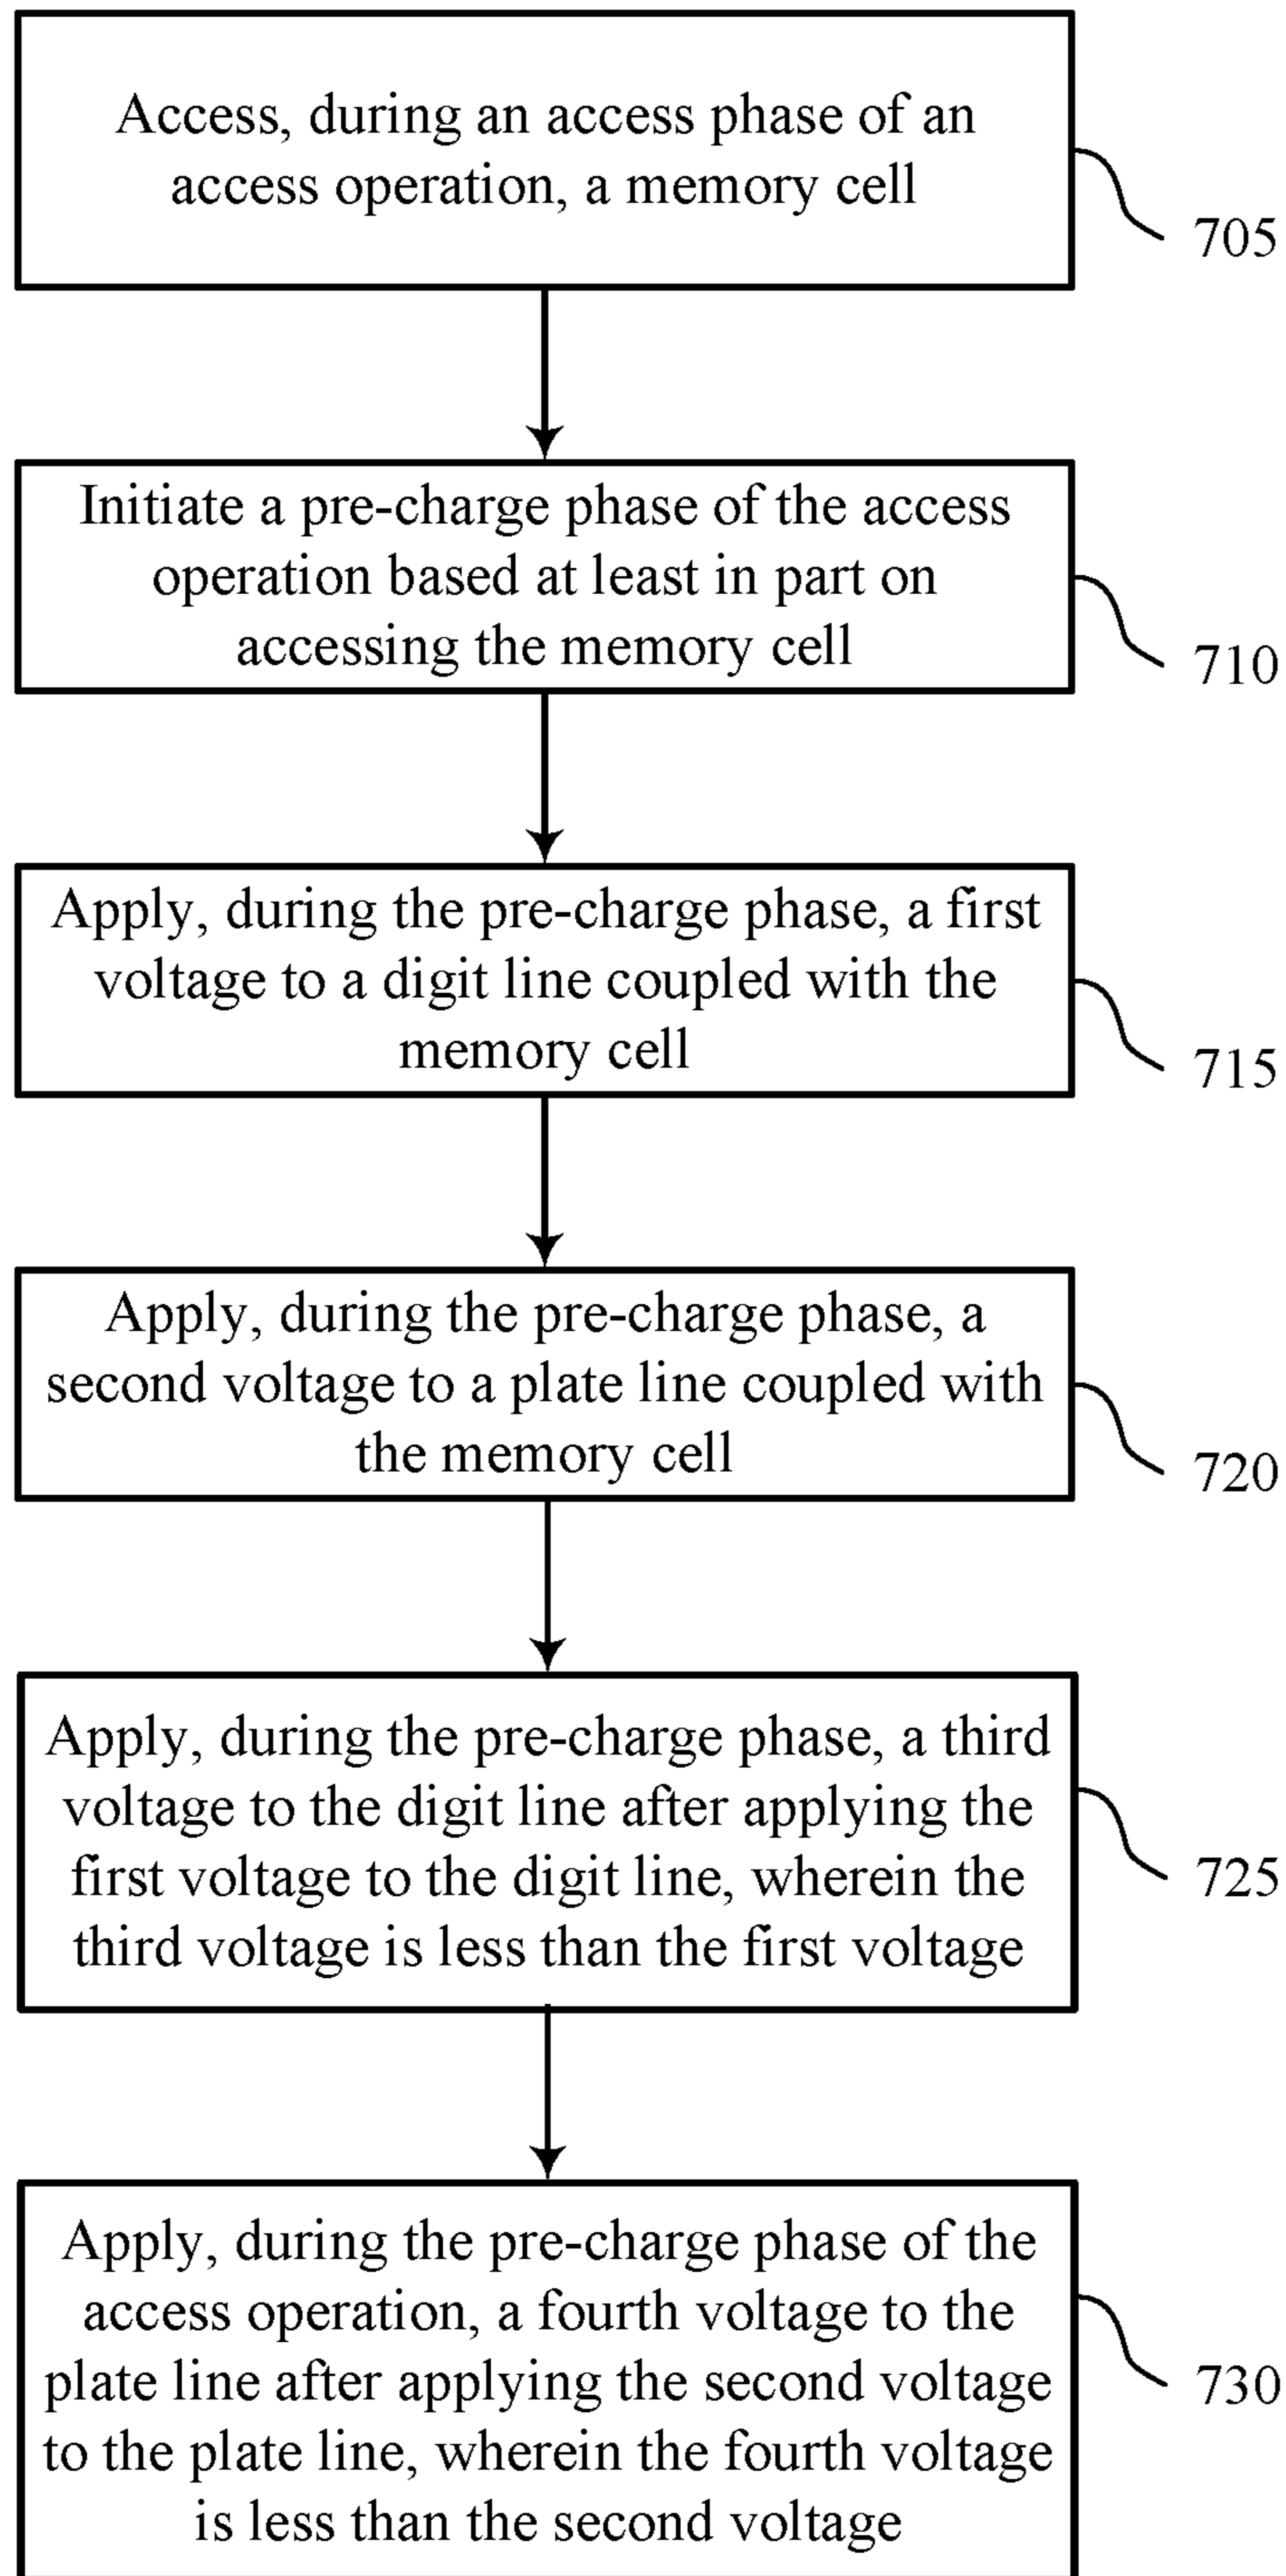 Access, during an access phase of an
access operation, a memory cell
705
Initiate a pre-charge phase of the access
operation based at least in part on
accessing the memory cell
710
Apply, during the pre-charge phase, a first
voltage to a digit line coupled with the
memory cell
715
Apply, during the pre-charge phase, a
second voltage to a plate line coupled with
the memory cell
720
Apply, during the pre-charge phase, a third
voltage to the digit line after applying the
first voltage to the digit line, wherein the
third voltage is less than the first voltage
725
Apply, during the pre-charge phase of the
access operation, a fourth voltage to the
plate line after applying the second voltage
to the plate line, wherein the fourth voltage
is less than the second voltage
730